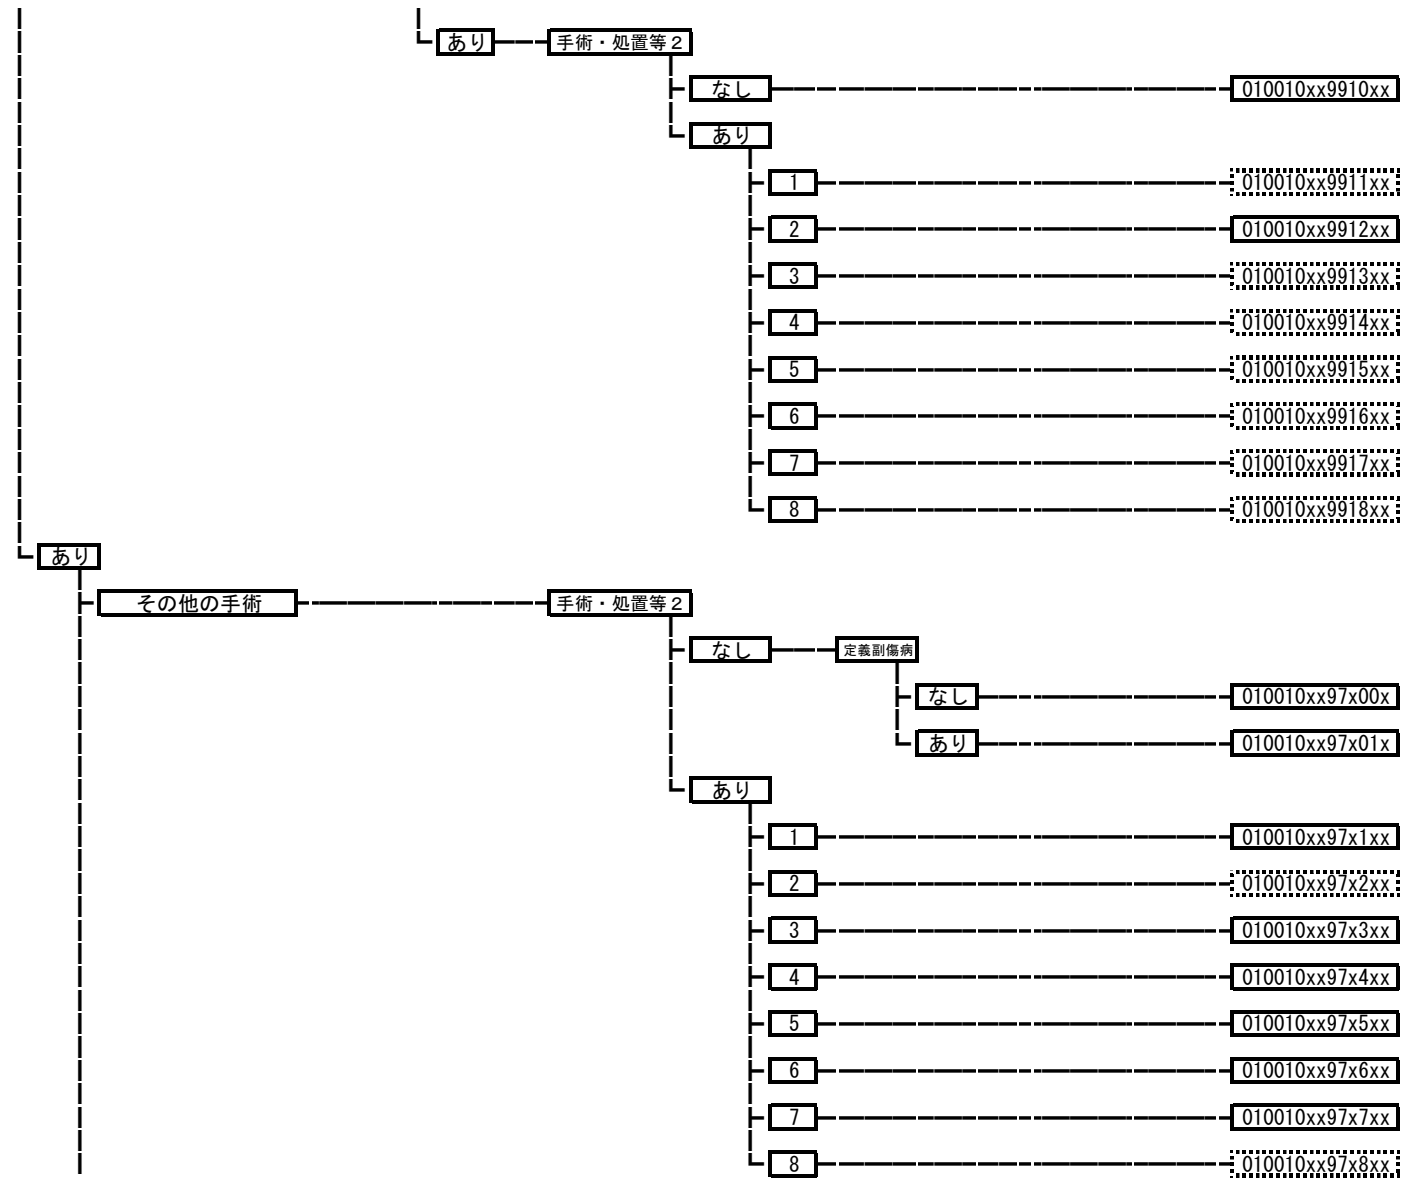 あり 手術・処置等２
なし 010010xx9910xx
あり
1 010010xx9911xx
2 010010xx9912xx
3 010010xx9913xx
4 010010xx9914xx
5 010010xx9915xx
6 010010xx9916xx
7 010010xx9917xx
8 010010xx9918xx
あり
その他の手術 手術・処置等２
なし 定義副傷病
なし 010010xx97x00x
あり 010010xx97x01x
あり
1 010010xx97x1xx
2 010010xx97x2xx
3 010010xx97x3xx
4 010010xx97x4xx
5 010010xx97x5xx
6 010010xx97x6xx
7 010010xx97x7xx
8 010010xx97x8xx